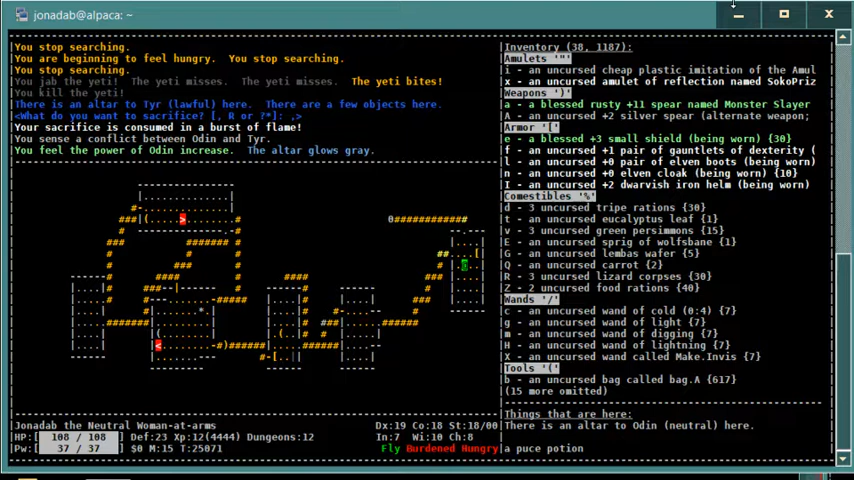 jonadab@alpaca: ~
You stop searching.
You are beginning to feel hungry.  You stop searching.
You stop searching.
You jab the yeti!  The yeti misses.  The yeti misses.  The yeti bites!
You kill the yeti!
There is an altar to Tyr (lawful) here.  There are a few objects here.
<What do you want to sacrifice? [, Q or ?*]: ,>
Your sacrifice is consumed in a burst of flame!
You sense a conflict between Odin and Tyr.
You feel the power of Odin increase.  The altar glows gray.
Inventory (38, 1187):
Amulets '"'
i - an uncursed cheap plastic imitation of the Amul
x - an uncursed amulet of reflection named SokoPriz
Weapons ')'
a - a blessed rusty +11 spear named Monster Slayer
A - an uncursed +2 silver spear (alternate weapon;
Armor '['
e - a blessed +3 small shield (being worn) {30}
f - an uncursed +1 pair of gauntlets of dexterity (
l - an uncursed +0 pair of elven boots (being worn)
n - an uncursed +0 elven cloak (being worn) {10}
I - an uncursed +2 dwarvish iron helm (being worn)
Comestibles '%'
d - 3 uncursed tripe rations {30}
t - an uncursed eucalyptus leaf {1}
v - 3 uncursed green persimmons {15}
E - an uncursed sprig of wolfsbane {1}
G - an uncursed lembas wafer {5}
Q - an uncursed carrot {2}
R - 3 uncursed lizard corpses {30}
Z - 2 uncursed food rations {40}
Wands '/'
c - an uncursed wand of cold (0:4) {7}
g - an uncursed wand of light {7}
m - an uncursed wand of digging {7}
H - an uncursed wand of lightning {7}
X - an uncursed wand called Make.Invis {7}
Tools '('
b - an uncursed bag called bag.A {617}
(15 more omitted)
Things that are here:
There is an altar to Odin (neutral) here.
a puce potion
Jonadab the Neutral Woman-at-arms
Dx:19 Co:18 St:18/00
HP:[ 108 / 108 ] Def:23 Xp:12(4444) Dungeons:12
In:7  Wi:10 Ch:8
Pw:[ 37 / 37 ] $0 M:15 T:25071
Fly Burdened Hungry